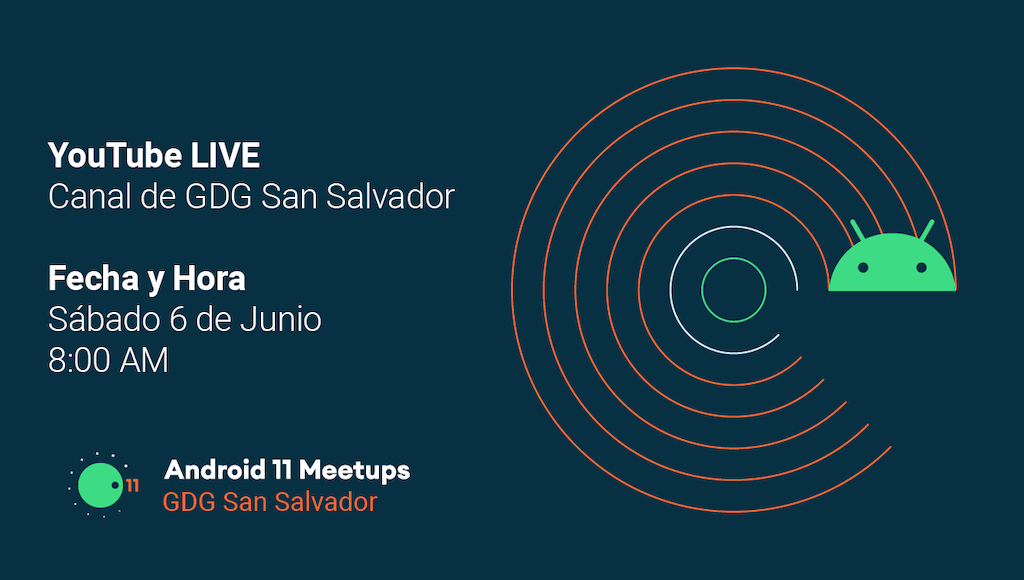 YouTube LIVE
Canal de GDG San Salvador
Fecha y Hora
Sábado 6 de Junio
8:00 AM
11
Android 11 Meetups
GDG San Salvador